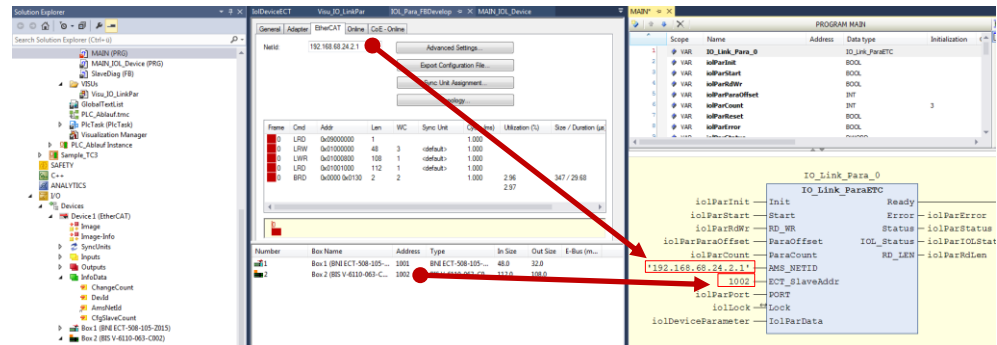 Solution Explorer
Search Solution Explorer (Ctrl+ü)
MAIN (PRG)
MAIN_IOL_Device (PRG)
SlaveDiag (FB)
VISUs
Visu_IO_LinkPar
GlobalTextList
PLC_Ablauf.tmc
PlcTask (PlcTask)
Visualization Manager
PLC_Ablauf Instance
Sample_TC3
SAFETY
C++
ANALYTICS
I/O
Devices
Device 1 (EtherCAT)
Image
Image-Info
SyncUnits
Inputs
Outputs
InfoData
ChangeCount
DevId
AmsNetId
CfgSlaveCount
Box 1 (BNI ECT-508-105-Z015)
Box 2 (BIS V-6110-063-C002)
IolDeviceECT Visu_IO_LinkPar IOL_Para_FBDevelop MAIN_IOL_Device
General Adapter EtherCAT Online CoE - Online
NetId: 192.168.68.24.2.1 Advanced Settings...
Export Configuration File...
Sync Unit Assignment...
Topology...
Frame Cmd Addr Len WC Sync Unit Cycle (ms) Utilization (%) Size / Duration (µs)
0 LRD 0x09000000 1 1.000
0 LRW 0x01000000 48 3 <default> 1.000
0 LWR 0x01000800 108 1 <default> 1.000
0 LRD 0x01001000 112 1 <default> 1.000
0 BRD 0x0000 0x0130 2 2 1.000 2.96 347 / 29.68
2.97
Number Box Name Address Type In Size Out Size E-Bus (m...
1 Box 1 (BNI ECT-508-105-... 1001 BNI ECT-508-105-... 48.0 32.0
2 Box 2 (BIS V-6110-063-C... 1002 BIS V-6110-063-C0... 112.0 108.0
MAIN*
PROGRAM MAIN
Scope Name Address Data type Initialization
1 VAR IO_Link_Para_0 IO_Link_ParaETC
2 VAR iolParInit BOOL
3 VAR iolParStart BOOL
4 VAR iolParRdWr BOOL
5 VAR iolParParaOffset INT
6 VAR iolParCount INT 3
7 VAR iolParReset BOOL
8 VAR iolParError BOOL
IO_Link_Para_0
IO_Link_ParaETC
iolParInit Init Ready
iolParStart Start Error iolParError
iolParRdWr RD_WR Status iolParStatus
iolParParaOffset ParaOffset IOL_Status iolParIOLStat
iolParCount ParaCount RD_LEN iolParRdLen
'192.168.68.24.2.1' AMS_NETID
1002 ECT_SlaveAddr
iolParPort PORT
iolLock Lock
iolDeviceParameter IolParData